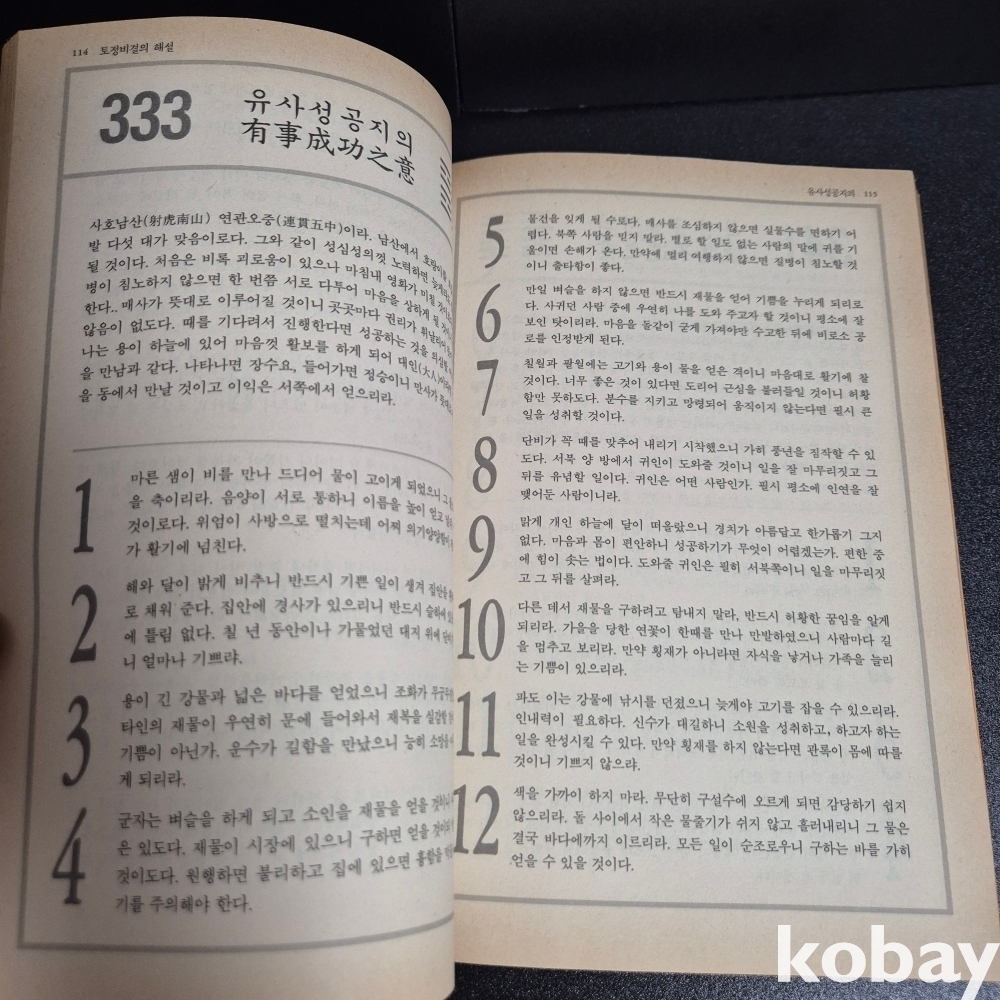 114 토정비결의 해설
333
유사성공지의
有事成功之意
사호남산(射虎南山) 연관오중(連貫五中)이라. 남산에서 호랑이를
발 다섯 대가 맞음이로다. 그와 같이 성심성의껏 노력하면
될 것이다. 처음은 비록 괴로움이 있으나 마침내 영화가 미칠
병이 침노하지 않으면 한 번쯤 서로 다투어 마음을 상하게 될
한다.. 매사가 뜻대로 이루어질 것이니 곳곳마다 권리가
않음이 없도다. 때를 기다려서 진행한다면 성공하는 것을
나는 용이 하늘에 있어 마음껏 활보를 하게 되어 대인(大人)
을 만남과 같다. 나타나면 장수요, 들어가면 정승이니 만사가
을 동에서 만날 것이고 이익은 서쪽에서 얻으리라.
1
마른 샘이 비를 만나 드디어 물이 고이게 되었으니 그
을 축이리라. 음양이 서로 통하니 이름을 높이 얻고
것이로다. 위엄이 사방으로 떨치는데 어찌
가 활기에 넘친다.
2
해와 달이 밝게 비추니 반드시 기쁜 일이 생겨 집안을
로 채워 준다. 집안에 경사가 있으리니 반드시 슬하에
에 틀림 없다. 칠 년 동안이나 가물었던 대지 위에
니 얼마나 기쁘랴.
3
용이 긴 강물과 넓은 바다를 얻었으니 조화가
타인의 재물이 우연히 문에 들어와서 재복을
기쁨이 아닌가. 운수가 길함을 만났으니 능히
게 되리라.
4
군자는 벼슬을 하게 되고 소인을 재물을 얻을
은 있도다. 재물이 시장에 있으니 구하면 얻을
것이도다. 원행하면 불리하고 집에 있으면
기를 주의해야 한다.
유사성공지의 115
5
물건을 잊게 될 수로다. 매사를 조심하지 않으면 실물수를 면하기 어
렵다. 북쪽 사람을 믿지 말라. 별로 할 일도 없는 사람의 말에 귀를 기
울이면 손해가 온다. 만약에 멀리 여행하지 않으면 질병이 침노할 것
이니 출타함이 좋다.
6
만일 벼슬을 하지 않으면 반드시 재물을 얻어 기쁨을 누리게 되리로
다. 사귀던 사람 중에 우연히 나를 도와 주고자 할 것이니 평소에 잘
보인 탓이리라. 마음을 돌같이 굳게 가져야만 수고한 뒤에 비로소 공
로를 인정받게 된다.
7
칠월과 팔월에는 고기와 용이 물을 얻은 격이니 마음대로 활기에 찰
것이다. 너무 좋은 것이 있다면 도리어 근심을 불러들일 것이니 허황
함만 못하도다. 분수를 지키고 망령되어 움직이지 않는다면 필시 큰
일을 성취할 것이다.
8
단비가 꼭 때를 맞추어 내리기 시작했으니 가히 풍년을 짐작할 수 있
도다. 서북 양 방에서 귀인이 도와줄 것이니 일을 잘 마무리짓고 그
뒤를 유념할 일이다. 귀인은 어떤 사람인가. 필시 평소에 인연을 잘
맺어둔 사람이니라.
9
맑게 개인 하늘에 달이 떠올랐으니 경치가 아름답고 한가롭기 그지
없다. 마음과 몸이 편안하니 성공하기가 무엇이 어렵겠는가. 편한 중
에 힘이 솟는 법이다. 도와줄 귀인은 필히 서북쪽이니 일을 마무리짓
고 그 뒤를 살펴라.
10
다른 데서 재물을 구하려고 탐내지 말라, 반드시 허황한 꿈임을 알게
되리라. 가을을 당한 연꽃이 한때를 만나 만발하였으니 사람마다 길
을 멈추고 보리라. 만약 횡재가 아니라면 자식을 낳거나 가족을 늘리
는 기쁨이 있으리라.
11
파도 이는 강물에 낚시를 던졌으니 늦게야 고기를 잡을 수 있으리라.
인내력이 필요하다. 신수가 대길하니 소원을 성취하고, 하고자 하는
일을 완성시킬 수 있다. 만약 횡재를 하지 않는다면 관록이 몸에 따를
것이니 기쁘지 않으랴.
12
색을 가까이 하지 마라. 무단히 구설수에 오르게 되면 감당하기 쉽지
않으리라. 돌 사이에서 작은 물줄기가 쉬지 않고 흘러내리니 그 물은
결국 바다에까지 이르리라. 모든 일이 순조로우니 구하는 바를 가히
얻을 수 있을 것이다.
kobay